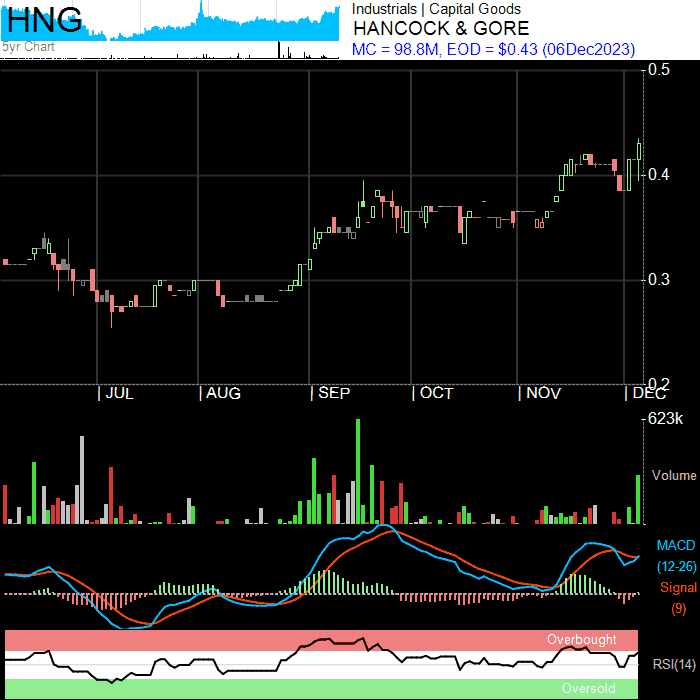 HNG
5yr Chart
Industrials | Capital Goods
HANCOCK & GORE
MC = 98.8M, EOD = $0.43 (06Dec2023)
0.5
0.4
0.3
0.2
| JUL | AUG | SEP | OCT | NOV | DEC
623k
Volume
MACD
(12-26)
Signal
(9)
Overbought
RSI(14)
Oversold